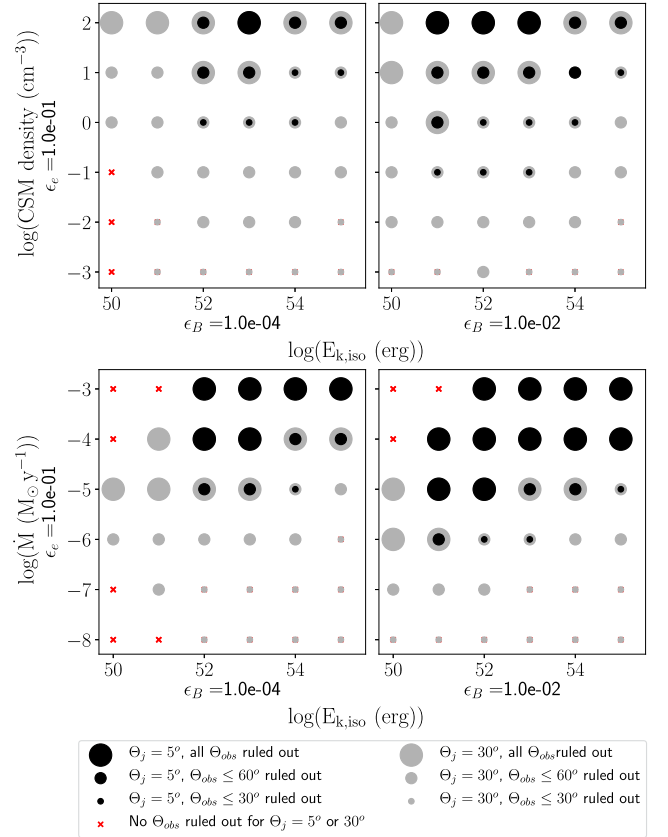 2
1
0
−1
−2
−3
log(CSM density (cm⁻³))
ϵₑ =1.0e-01
50 52 54
ϵ_B =1.0e-04
50 52 54
ϵ_B =1.0e-02
log(E_k,iso (erg))
−3
−4
−5
−6
−7
−8
log(Ṁ (M⊙y⁻¹))
ϵₑ =1.0e-01
50 52 54
ϵ_B =1.0e-04
50 52 54
ϵ_B =1.0e-02
log(E_k,iso (erg))
Θ_j = 5°, all Θ_obs ruled out
Θ_j = 5°, Θ_obs ≤ 60° ruled out
Θ_j = 5°, Θ_obs ≤ 30° ruled out
No Θ_obs ruled out for Θ_j = 5° or 30°
Θ_j = 30°, all Θ_obsruled out
Θ_j = 30°, Θ_obs ≤ 60° ruled out
Θ_j = 30°, Θ_obs ≤ 30° ruled out